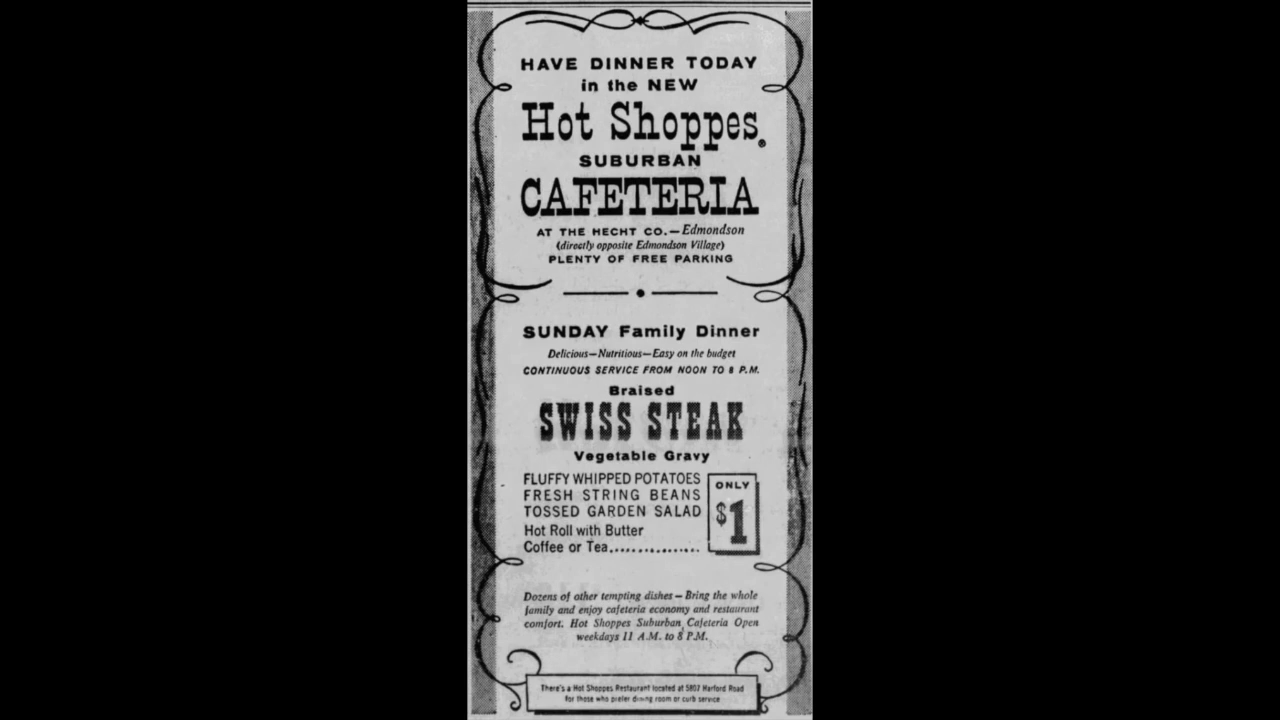 HAVE DINNER TODAY
in the NEW
Hot Shoppes®
SUBURBAN
CAFETERIA
AT THE HECHT CO.—Edmondson
(directly opposite Edmondson Village)
PLENTY OF FREE PARKING
SUNDAY Family Dinner
Delicious—Nutritious—Easy on the budget
CONTINUOUS SERVICE FROM NOON TO 8 P.M.
Braised
SWISS STEAK
Vegetable Gravy
FLUFFY WHIPPED POTATOES
FRESH STRING BEANS
TOSSED GARDEN SALAD
Hot Roll with Butter
Coffee or Tea...............
ONLY
$1
Dozens of other tempting dishes—Bring the whole
family and enjoy cafeteria economy and restaurant
comfort. Hot Shoppes Suburban Cafeteria Open
weekdays 11 A.M. to 8 P.M.
There's a Hot Shoppes Restaurant located at 5807 Harford Road
for those who prefer dining room or curb service